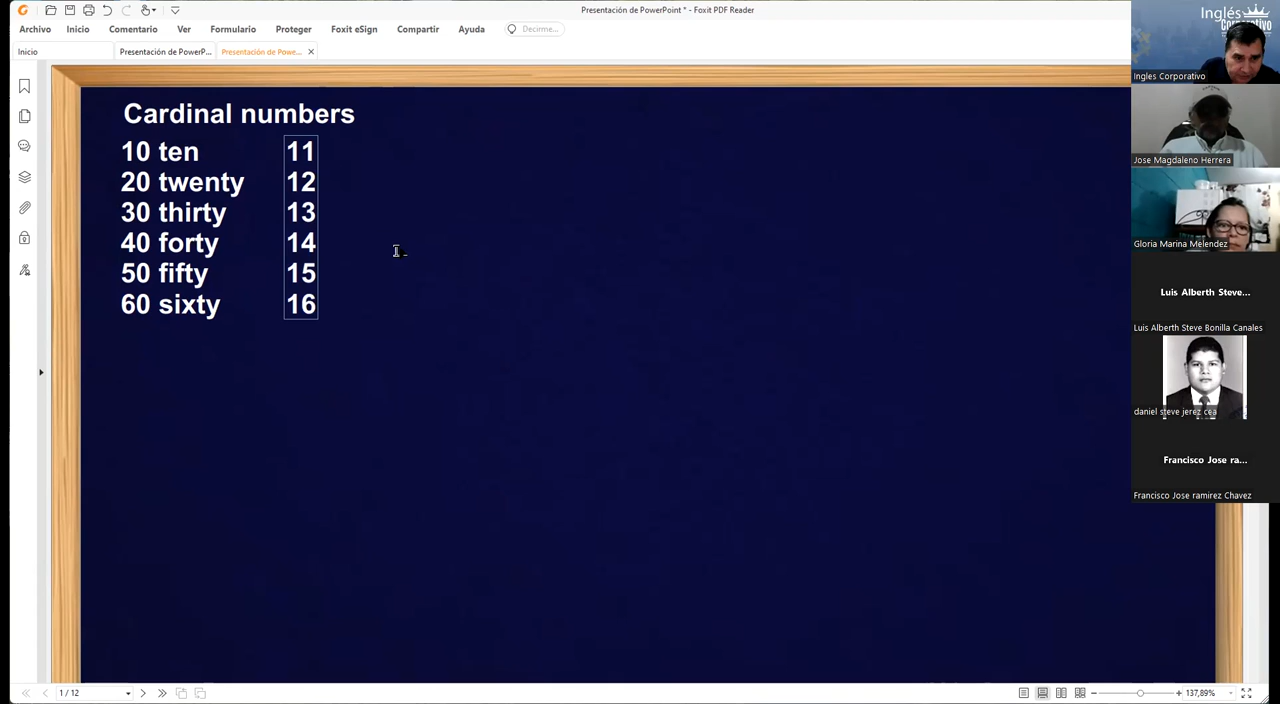 Presentación de PowerPoint * - Foxit PDF Reader
Archivo Inicio Comentario Ver Formulario Proteger Foxit eSign Compartir Ayuda Decirme...
Inicio Presentación de PowerP... Presentación de Powe...
Cardinal numbers
10 ten 11
20 twenty 12
30 thirty 13
40 forty 14
50 fifty 15
60 sixty 16
1 / 12
137,89%
Inglés
Corporativo
Ingles Corporativo
Jose Magdaleno Herrera
Gloria Marina Melendez
Luis Alberth Steve...
Luis Alberth Steve Bonilla Canales
daniel steve jerez cea
Francisco Jose ra...
Francisco Jose ramirez Chavez